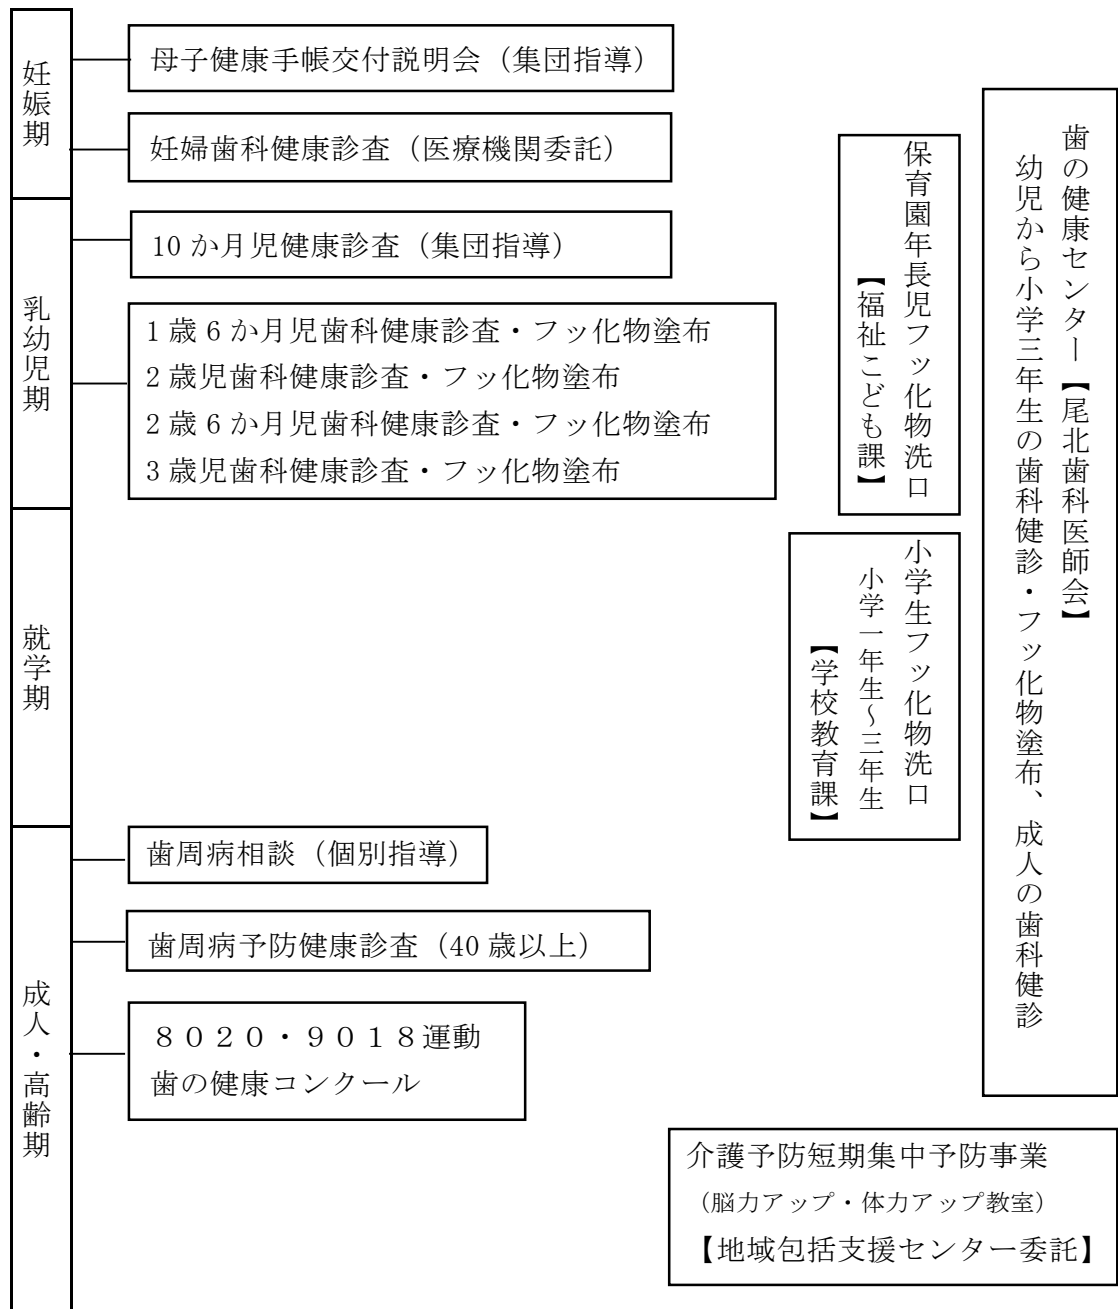 妊娠期
母子健康手帳交付説明会（集団指導）
妊婦歯科健康診査（医療機関委託）
乳幼児期
10か月児健康診査（集団指導）
1歳6か月児歯科健康診査・フッ化物塗布
2歳児歯科健康診査・フッ化物塗布
2歳6か月児歯科健康診査・フッ化物塗布
3歳児歯科健康診査・フッ化物塗布
就学期
成人・高齢期
歯周病相談（個別指導）
歯周病予防健康診査（40歳以上）
８０２０・９０１８運動
歯の健康コンクール
歯の健康センター【尾北歯科医師会】
幼児から小学三年生の歯科健診・フッ化物塗布、成人の歯科健診
保育園年長児フッ化物洗口
【福祉こども課】
小学生フッ化物洗口
小学一年生～三年生
【学校教育課】
介護予防短期集中予防事業
（脳力アップ・体力アップ教室）
【地域包括支援センター委託】